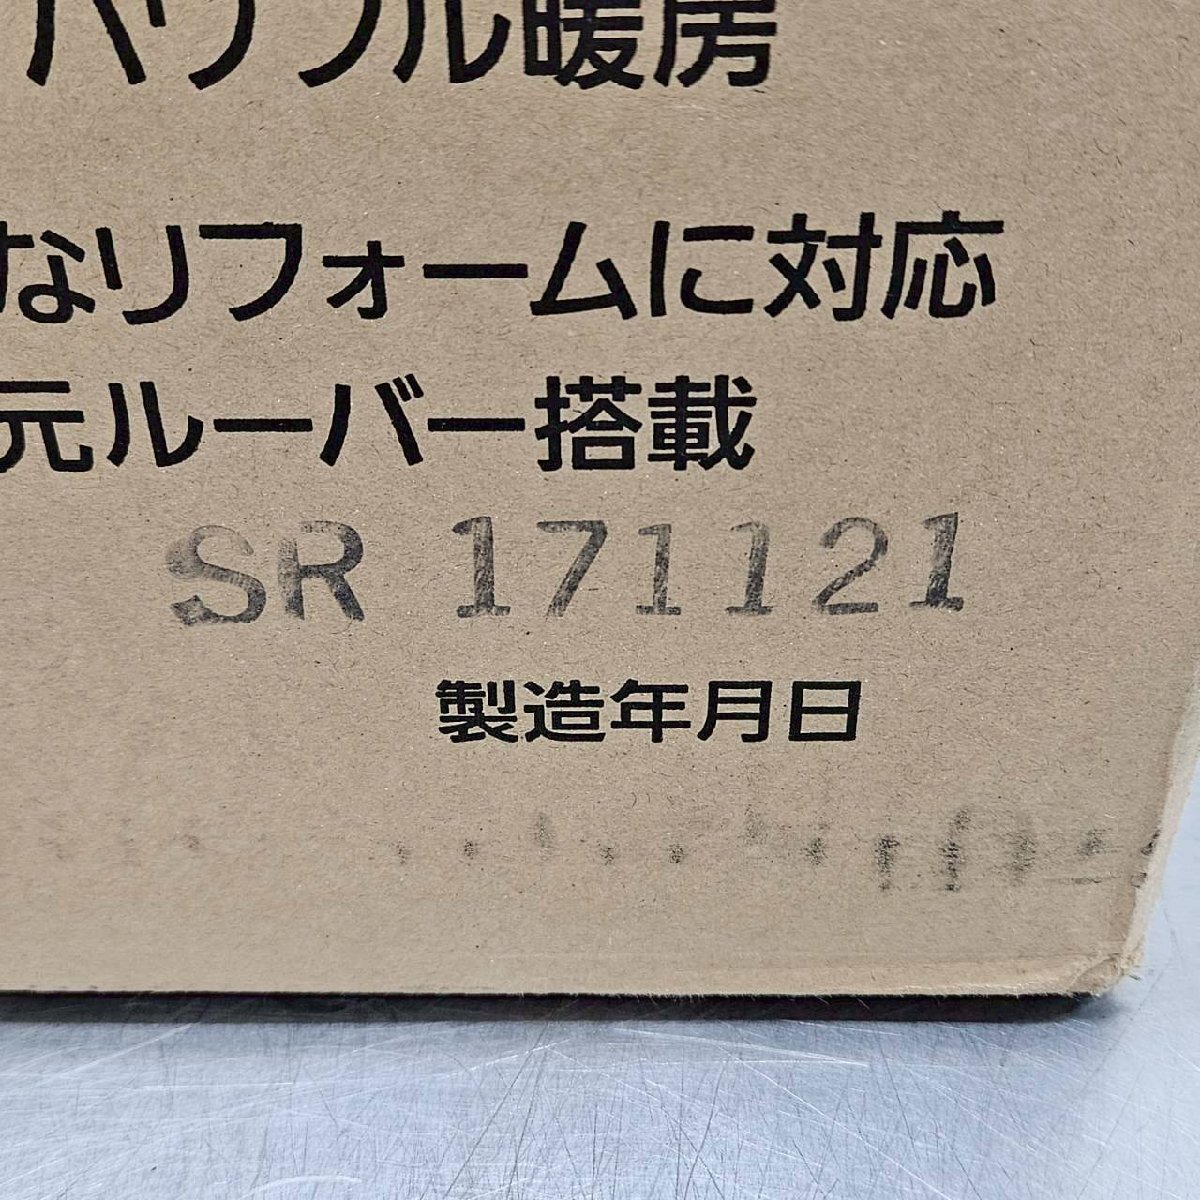 パワフル暖房
なリフォームに対応
元ルーバー搭載
SR 171121
製造年月日